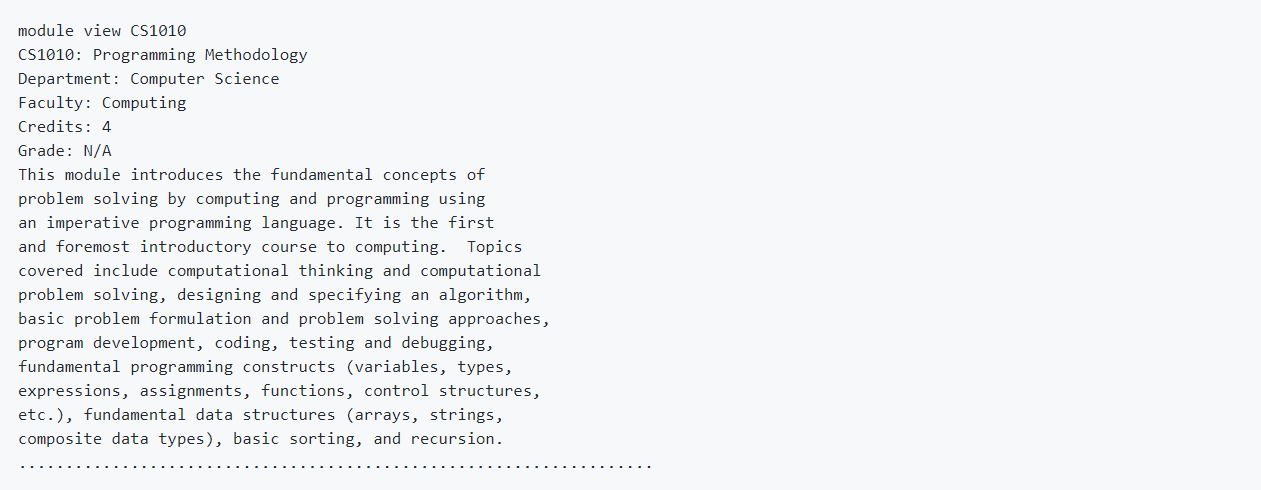 module view CS1010
CS1010: Programming Methodology
Department: Computer Science
Faculty: Computing
Credits: 4
Grade: N/A
This module introduces the fundamental concepts of
problem solving by computing and programming using
an imperative programming language. It is the first
and foremost introductory course to computing.  Topics
covered include computational thinking and computational
problem solving, designing and specifying an algorithm,
basic problem formulation and problem solving approaches,
program development, coding, testing and debugging,
fundamental programming constructs (variables, types,
expressions, assignments, functions, control structures,
etc.), fundamental data structures (arrays, strings,
composite data types), basic sorting, and recursion.
....................................................................